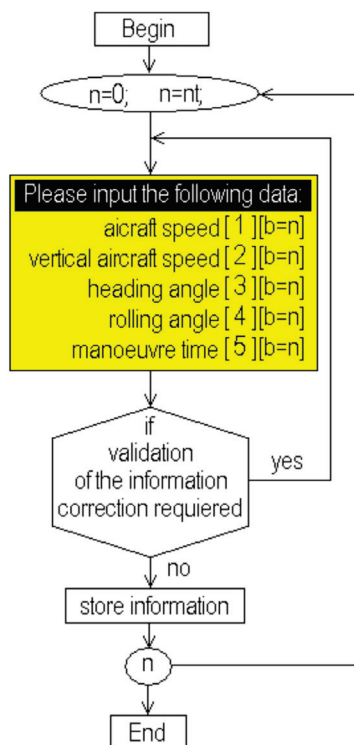 Begin
n=0; n=nt;
Please input the following data:
aicraft speed [ 1 ][b=n]
vertical aircraft speed [ 2 ][b=n]
heading angle [ 3 ][b=n]
rolling angle [ 4 ][b=n]
manoeuvre time [ 5 ][b=n]
if
validation
of the information
correction requiered
yes
no
store information
n
End